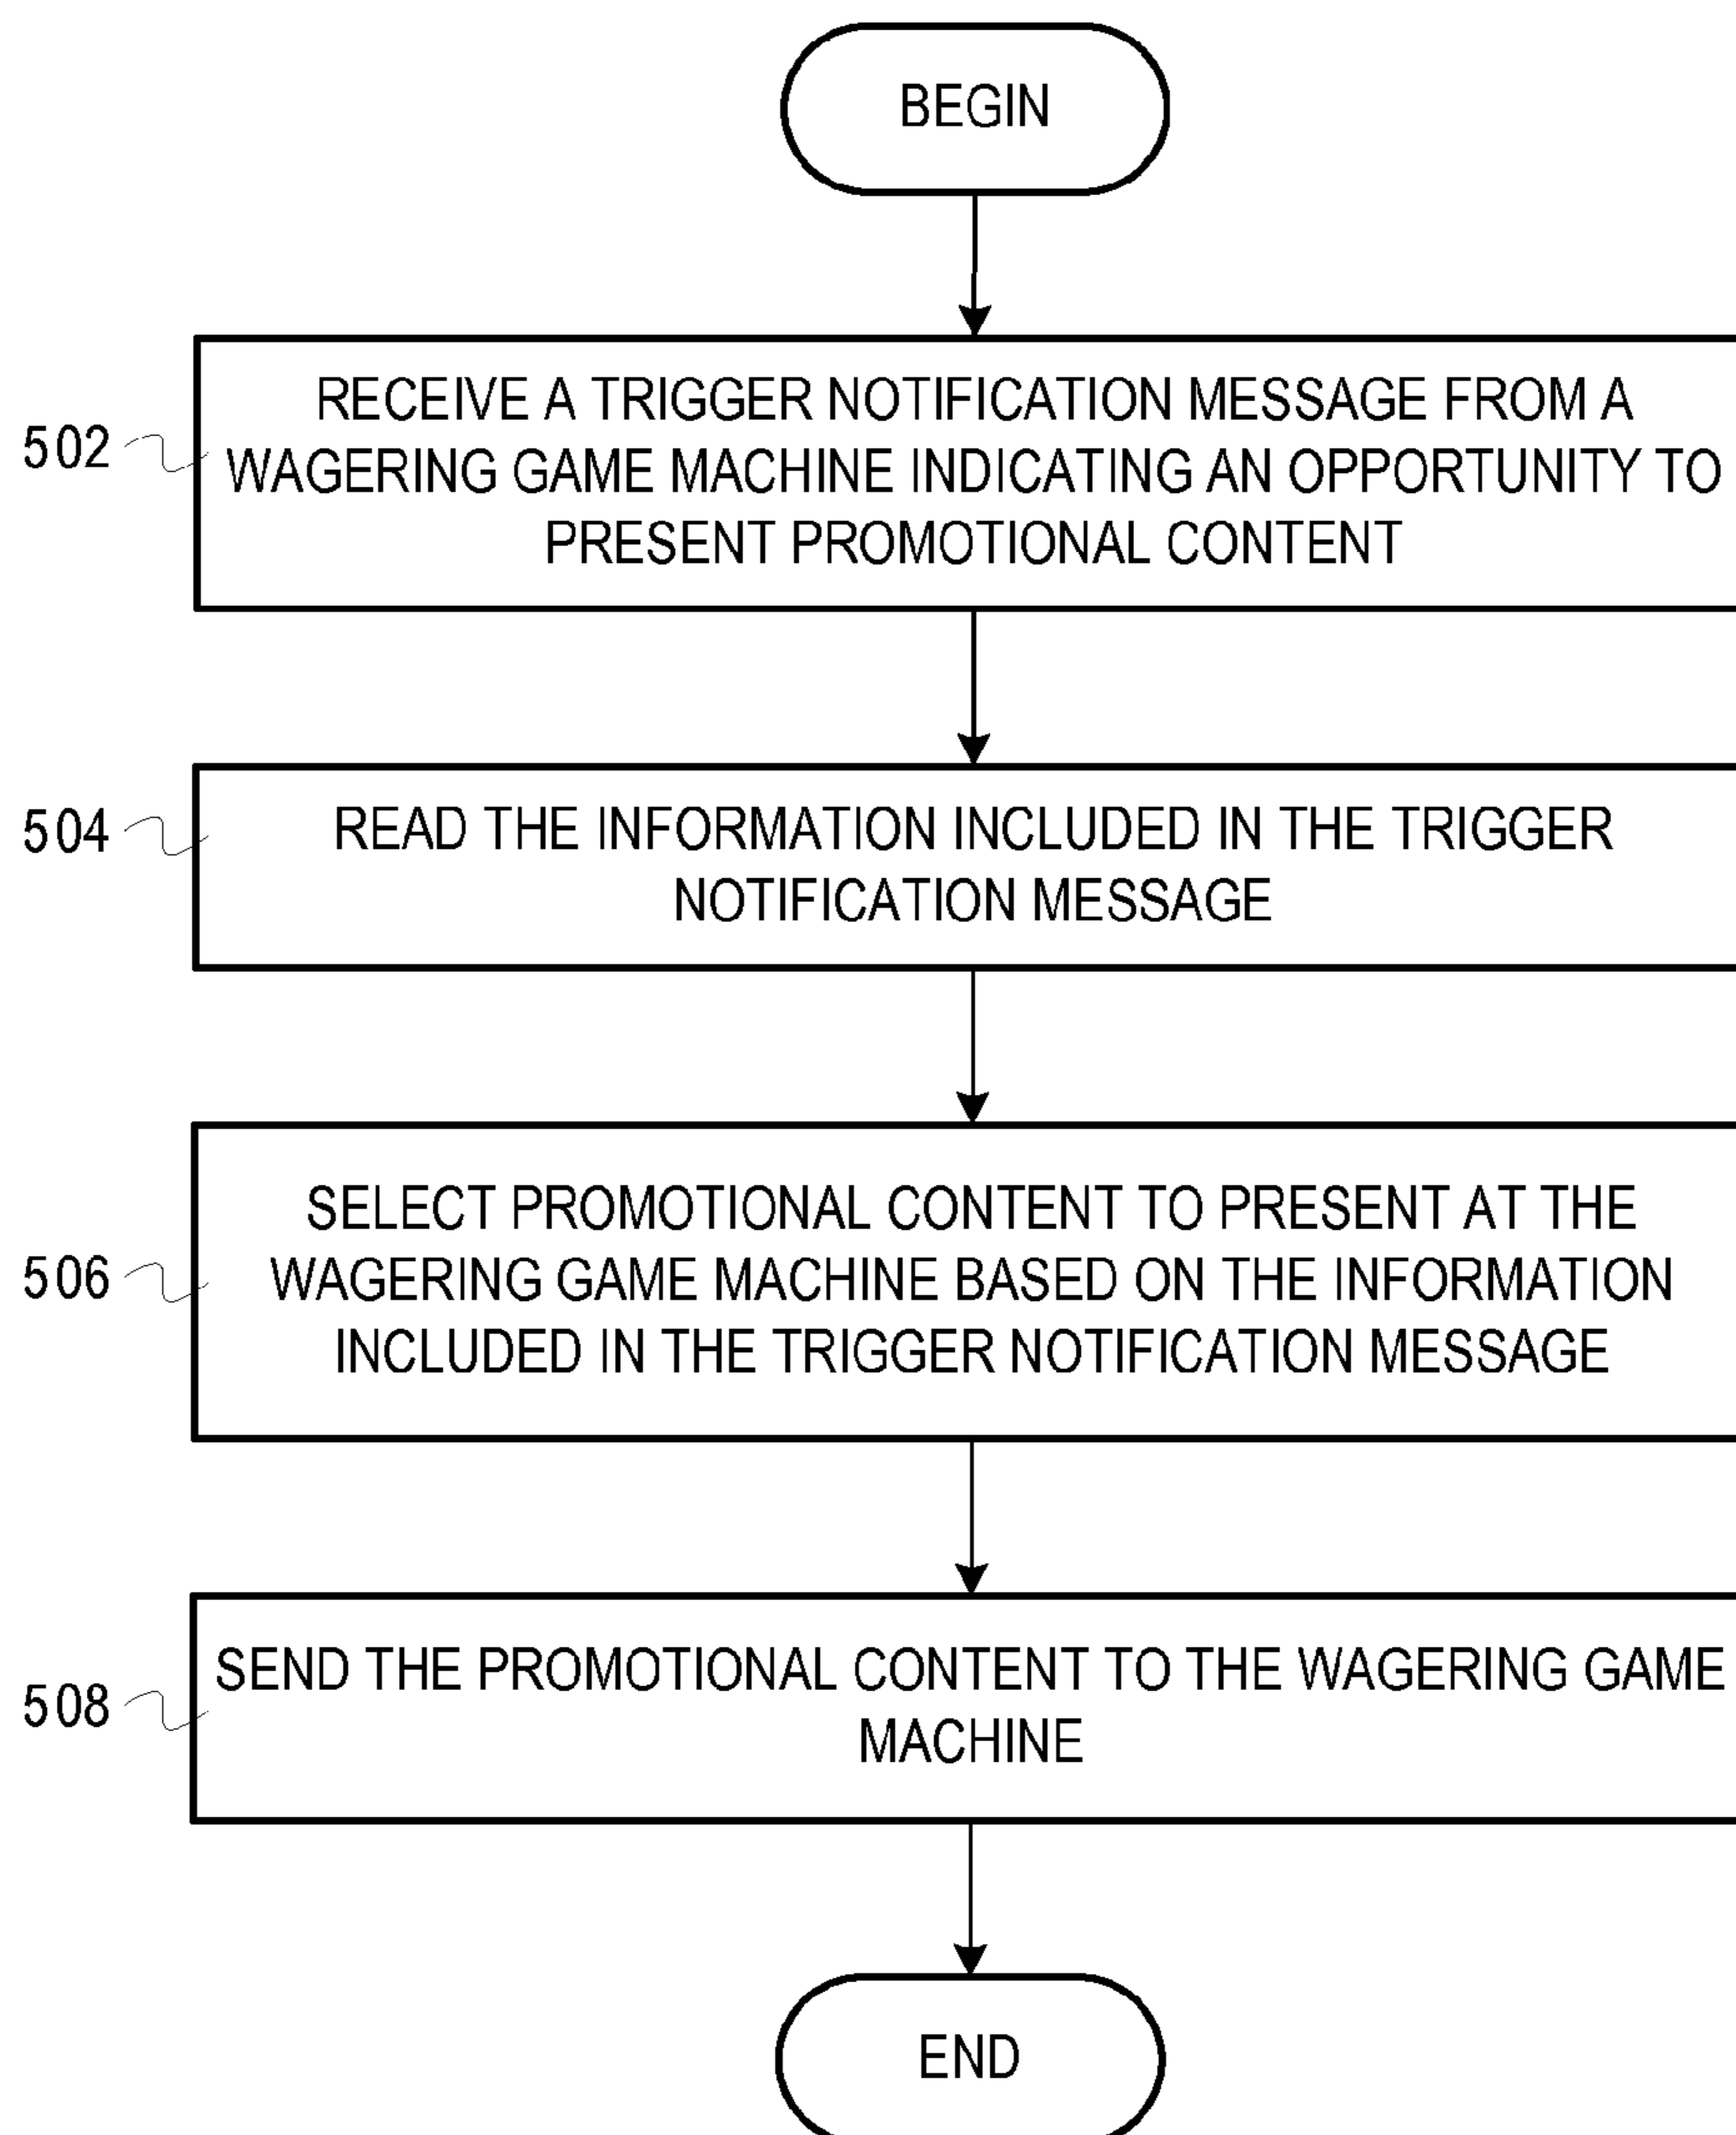 BEGIN
502
RECEIVE A TRIGGER NOTIFICATION MESSAGE FROM A
WAGERING GAME MACHINE INDICATING AN OPPORTUNITY TO
PRESENT PROMOTIONAL CONTENT
504
READ THE INFORMATION INCLUDED IN THE TRIGGER
NOTIFICATION MESSAGE
506
SELECT PROMOTIONAL CONTENT TO PRESENT AT THE
WAGERING GAME MACHINE BASED ON THE INFORMATION
INCLUDED IN THE TRIGGER NOTIFICATION MESSAGE
508
SEND THE PROMOTIONAL CONTENT TO THE WAGERING GAME
MACHINE
END